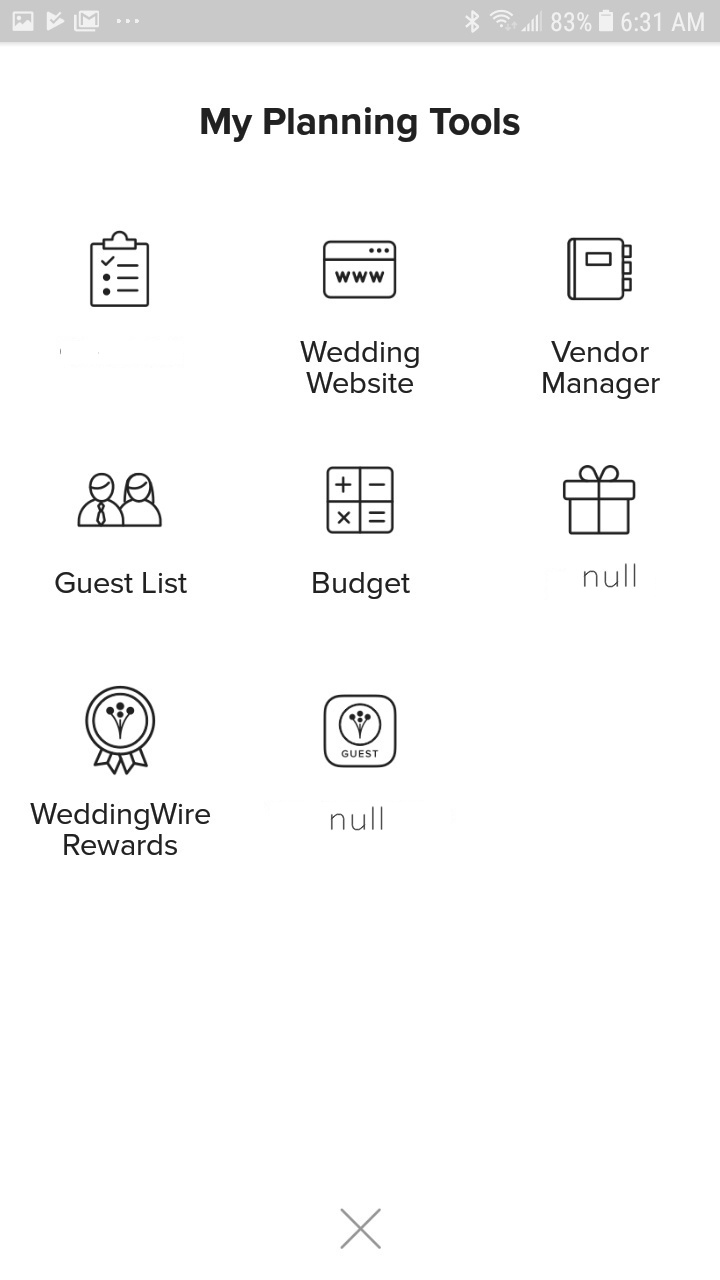 83% 6:31 AM
My Planning Tools
www
Wedding
Website
Vendor
Manager
Guest List
Budget
null
WeddingWire
Rewards
GUEST
null